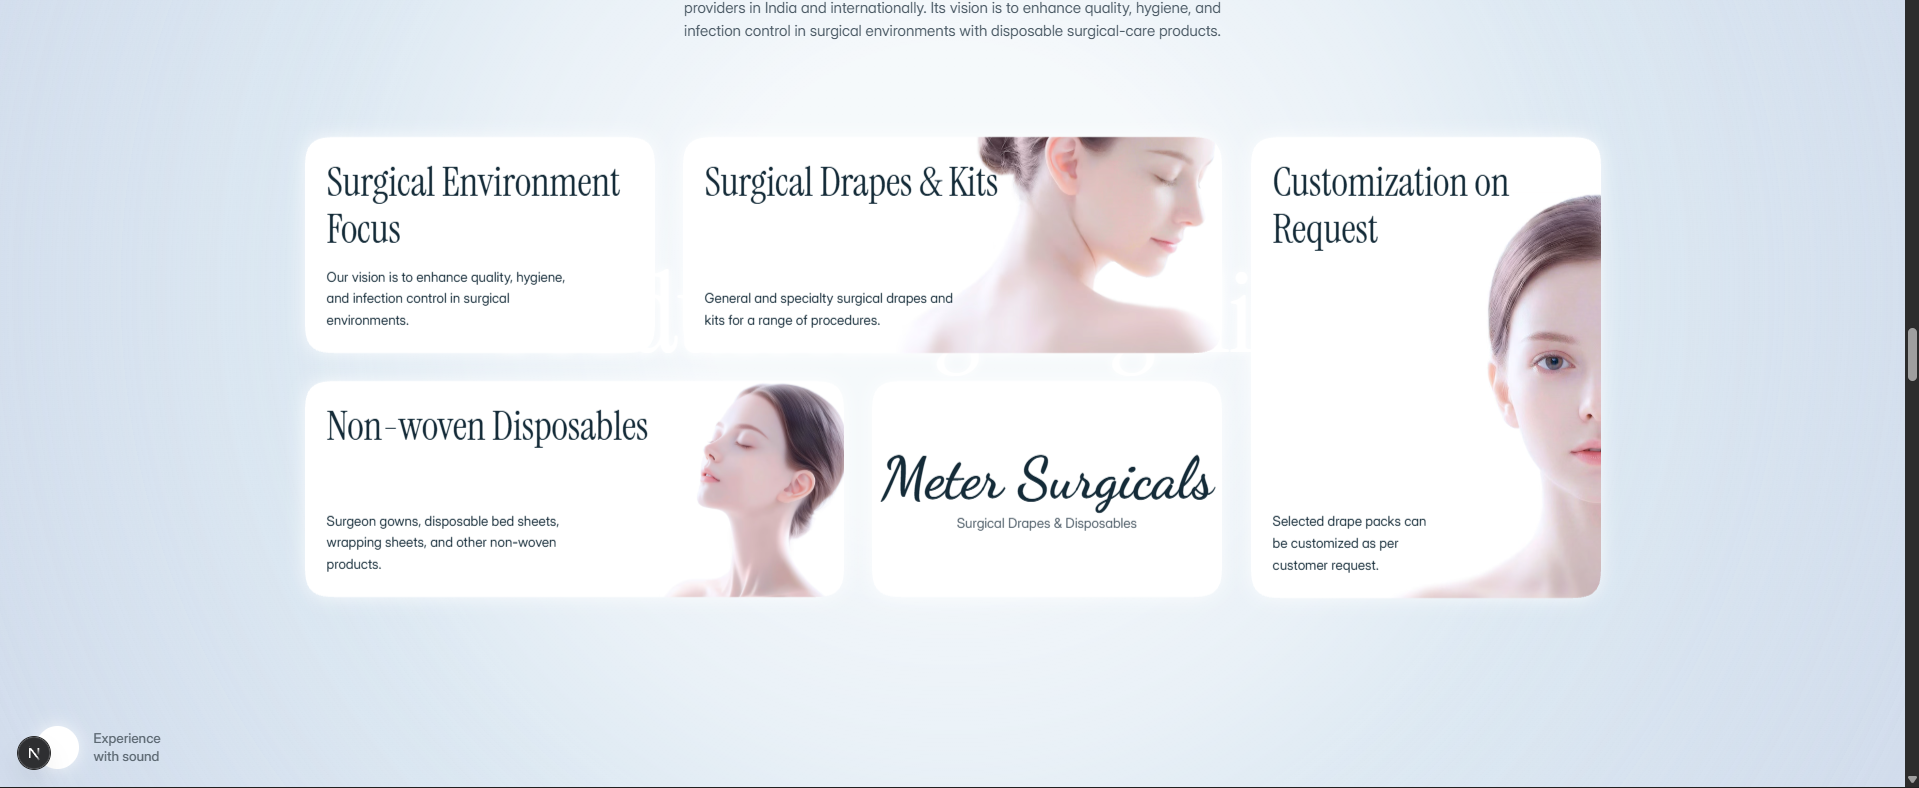 providers in India and internationally. Its vision is to enhance quality, hygiene, and
infection control in surgical environments with disposable surgical-care products.
Surgical Environment
Focus
Our vision is to enhance quality, hygiene,
and infection control in surgical
environments.
Surgical Drapes & Kits
General and specialty surgical drapes and
kits for a range of procedures.
Customization on
Request
Selected drape packs can
be customized as per
customer request.
Non-woven Disposables
Surgeon gowns, disposable bed sheets,
wrapping sheets, and other non-woven
products.
Meter Surgicals
Surgical Drapes & Disposables
N
Experience
with sound